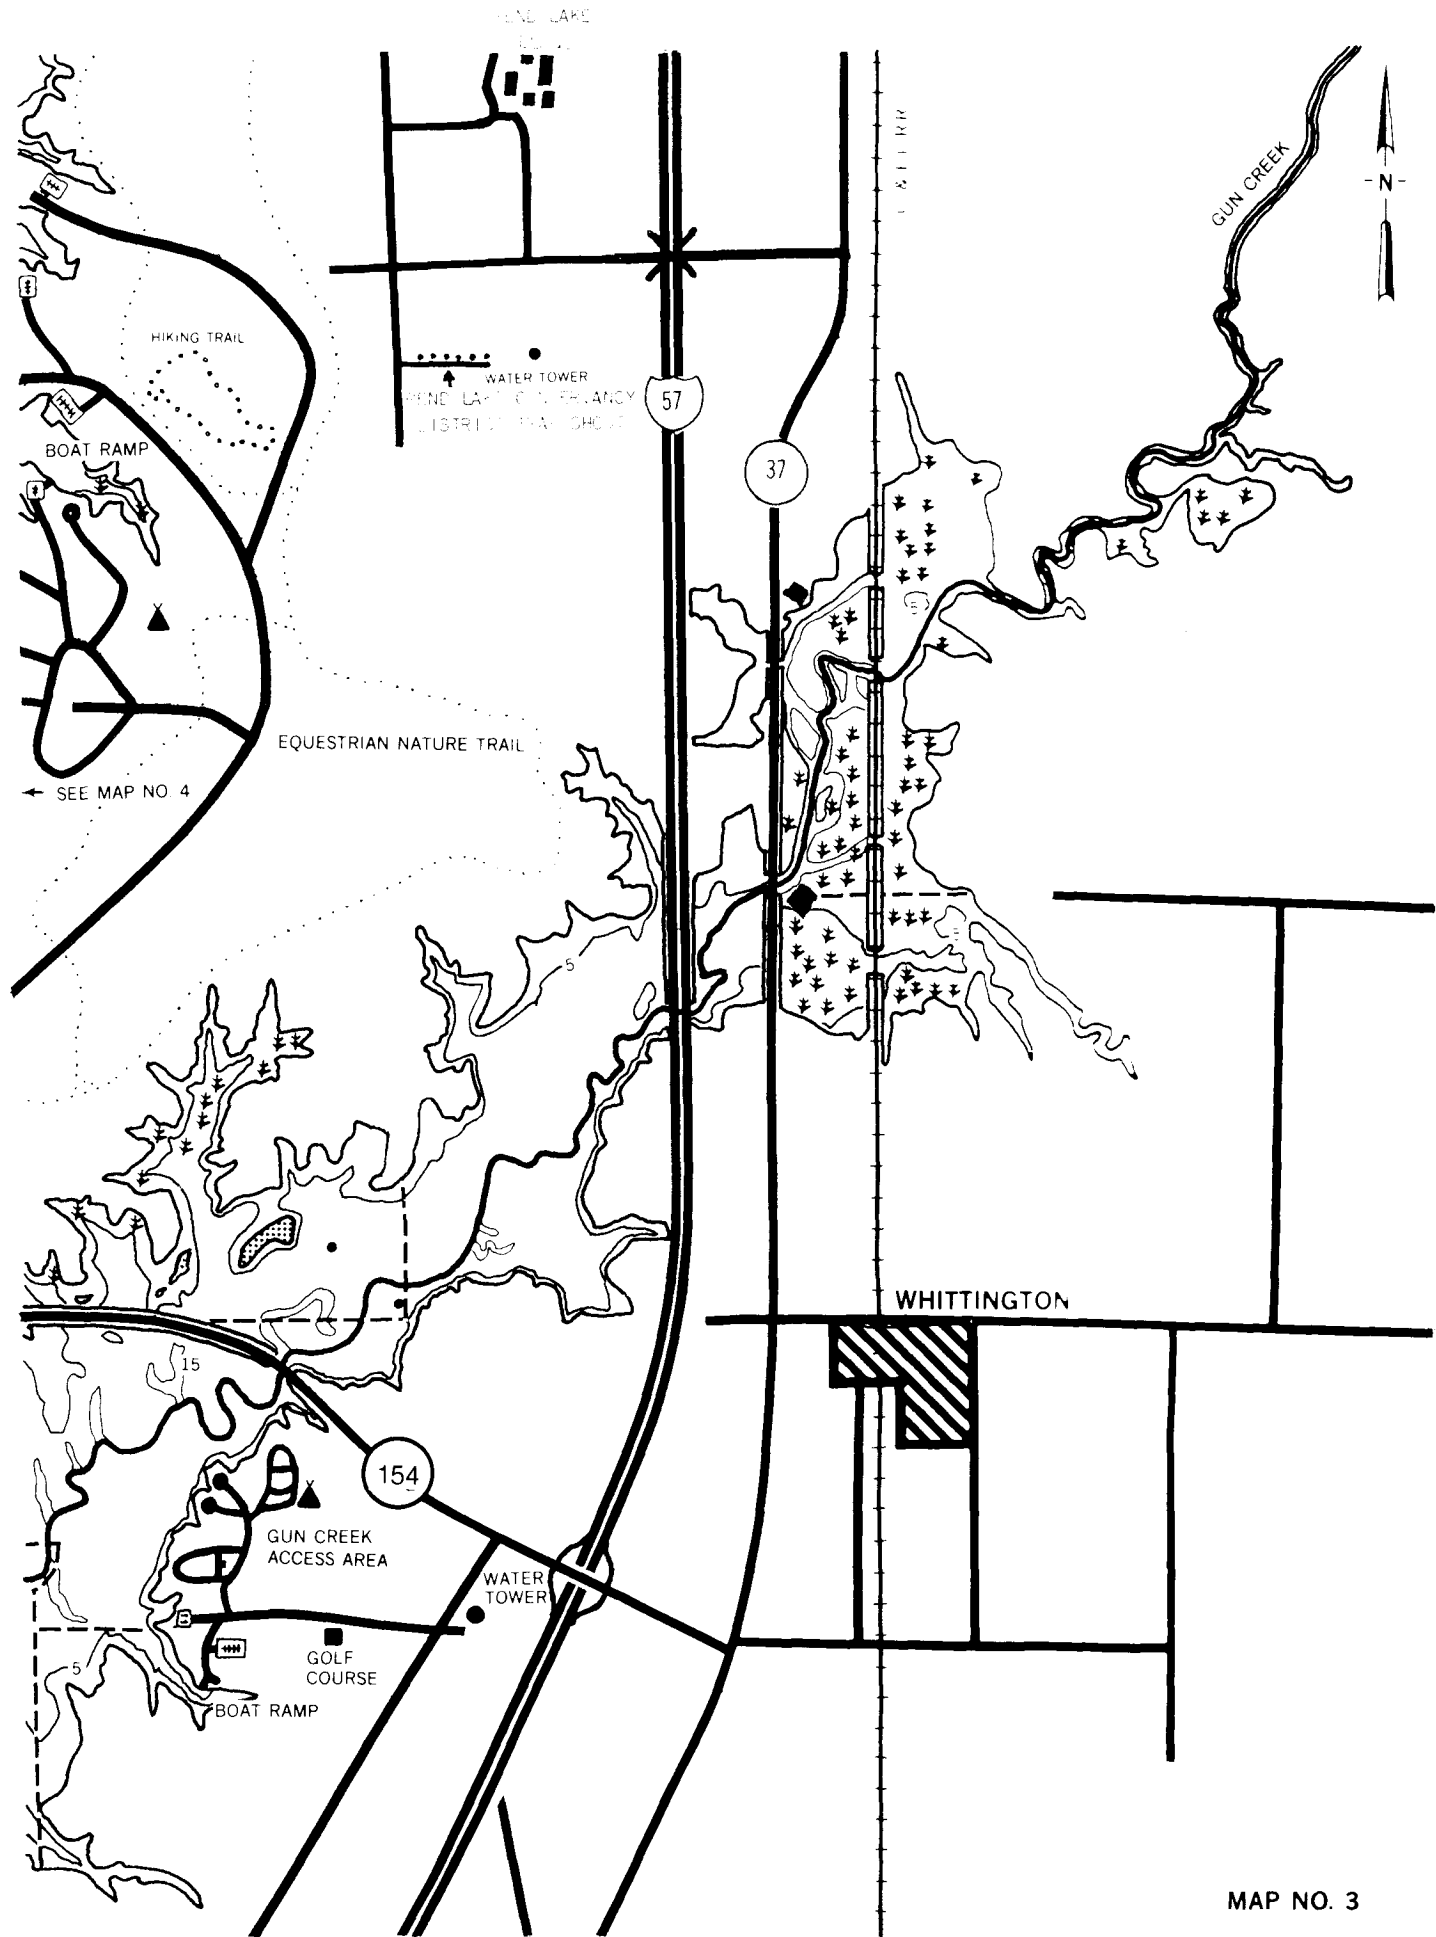 LAKE
GUN CREEK
N
HIKING TRAIL
WATER TOWER
57
BOAT RAMP
37
EQUESTRIAN NATURE TRAIL
SEE MAP NO. 4
5
WHITTINGTON
15
154
GUN CREEK
ACCESS AREA
WATER
TOWER
GOLF
COURSE
5
BOAT RAMP
MAP NO. 3